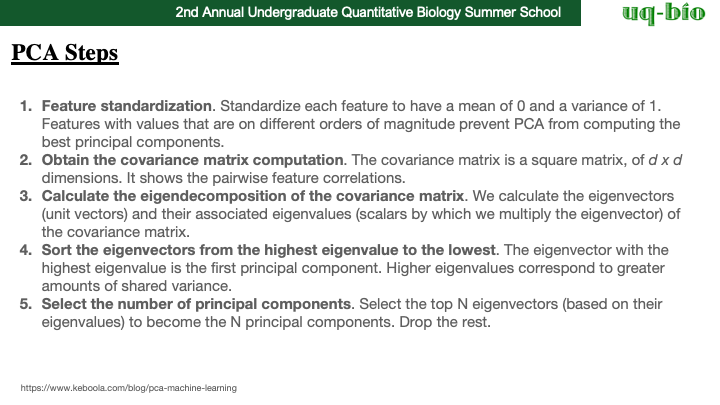 2nd Annual Undergraduate Quantitative Biology Summer School
uq-bio
PCA Steps
1. Feature standardization. Standardize each feature to have a mean of 0 and a variance of 1.
Features with values that are on different orders of magnitude prevent PCA from computing the
best principal components.
2. Obtain the covariance matrix computation. The covariance matrix is a square matrix, of d x d
dimensions. It shows the pairwise feature correlations.
3. Calculate the eigendecomposition of the covariance matrix. We calculate the eigenvectors
(unit vectors) and their associated eigenvalues (scalars by which we multiply the eigenvector) of
the covariance matrix.
4. Sort the eigenvectors from the highest eigenvalue to the lowest. The eigenvector with the
highest eigenvalue is the first principal component. Higher eigenvalues correspond to greater
amounts of shared variance.
5. Select the number of principal components. Select the top N eigenvectors (based on their
eigenvalues) to become the N principal components. Drop the rest.
https://www.keboola.com/blog/pca-machine-learning